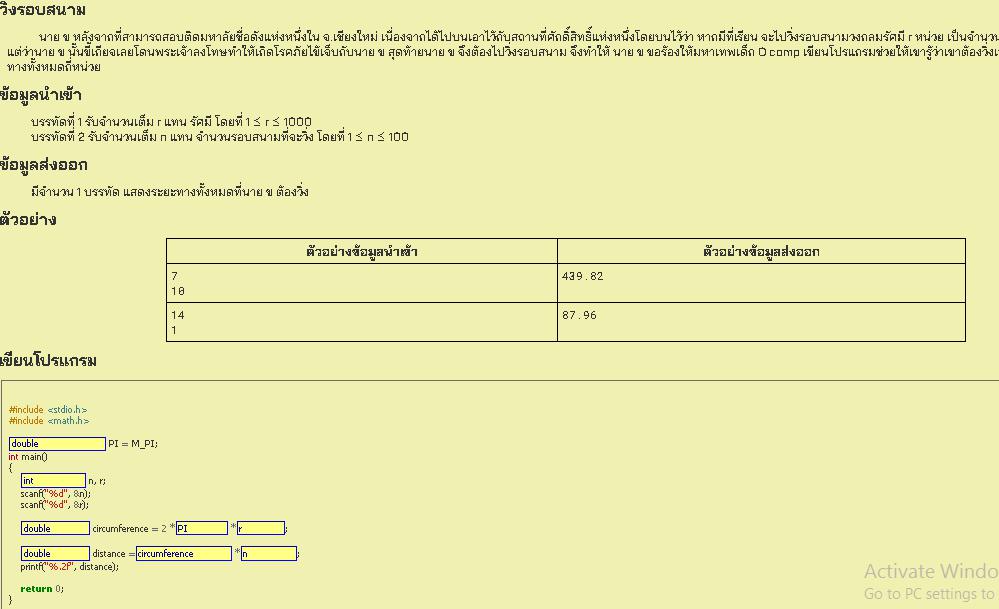 วิ่งรอบสนาม
นาย ข หลังจากที่สามารถสอบติดมหาลัยชื่อดังแห่งหนึ่งใน จ.เชียงใหม่ เนื่องจากได้ไปบนเอาไว้กับสถานที่ศักดิ์สิทธิ์แห่งหนึ่งโดยบนไว้ว่า หากมีที่เรียน จะไปวิ่งรอบสนามวงกลมรัศมี r หน่วย เป็นจำนวน
แต่ว่านาย ข นั้นขี้เกียจเลยโดนพระเจ้าลงโทษทำให้เกิดโรคภัยไข้เจ็บกับนาย ข สุดท้ายนาย ข จึงต้องไปวิ่งรอบสนาม จึงทำให้ นาย ข ขอร้องให้มหาเทพเด็ก O comp เขียนโปรแกรมช่วยให้เขารู้ว่าเขาต้องวิ่งเ
ทางทั้งหมดกี่หน่วย
ข้อมูลนำเข้า
บรรทัดที่ 1 รับจำนวนเต็ม r แทน รัศมี โดยที่ 1 ≤ r ≤ 1000
บรรทัดที่ 2 รับจำนวนเต็ม n แทน จำนวนรอบสนามที่จะวิ่ง โดยที่ 1 ≤ n ≤ 100
ข้อมูลส่งออก
มีจำนวน 1 บรรทัด แสดงระยะทางทั้งหมดที่นาย ข ต้องวิ่ง
ตัวอย่าง
ตัวอย่างข้อมูลนำเข้า ตัวอย่างข้อมูลส่งออก
7 439.82
10
14 87.96
1
เขียนโปรแกรม
#include <stdio.h>
#include <math.h>
double PI = M_PI;
int main()
{
int n, r;
scanf("%d", &n);
scanf("%d", &r);
double circumference = 2 * PI * r;
double distance = circumference * n;
printf("%.2f", distance);
return 0;
}
Activate Windo
Go to PC settings to